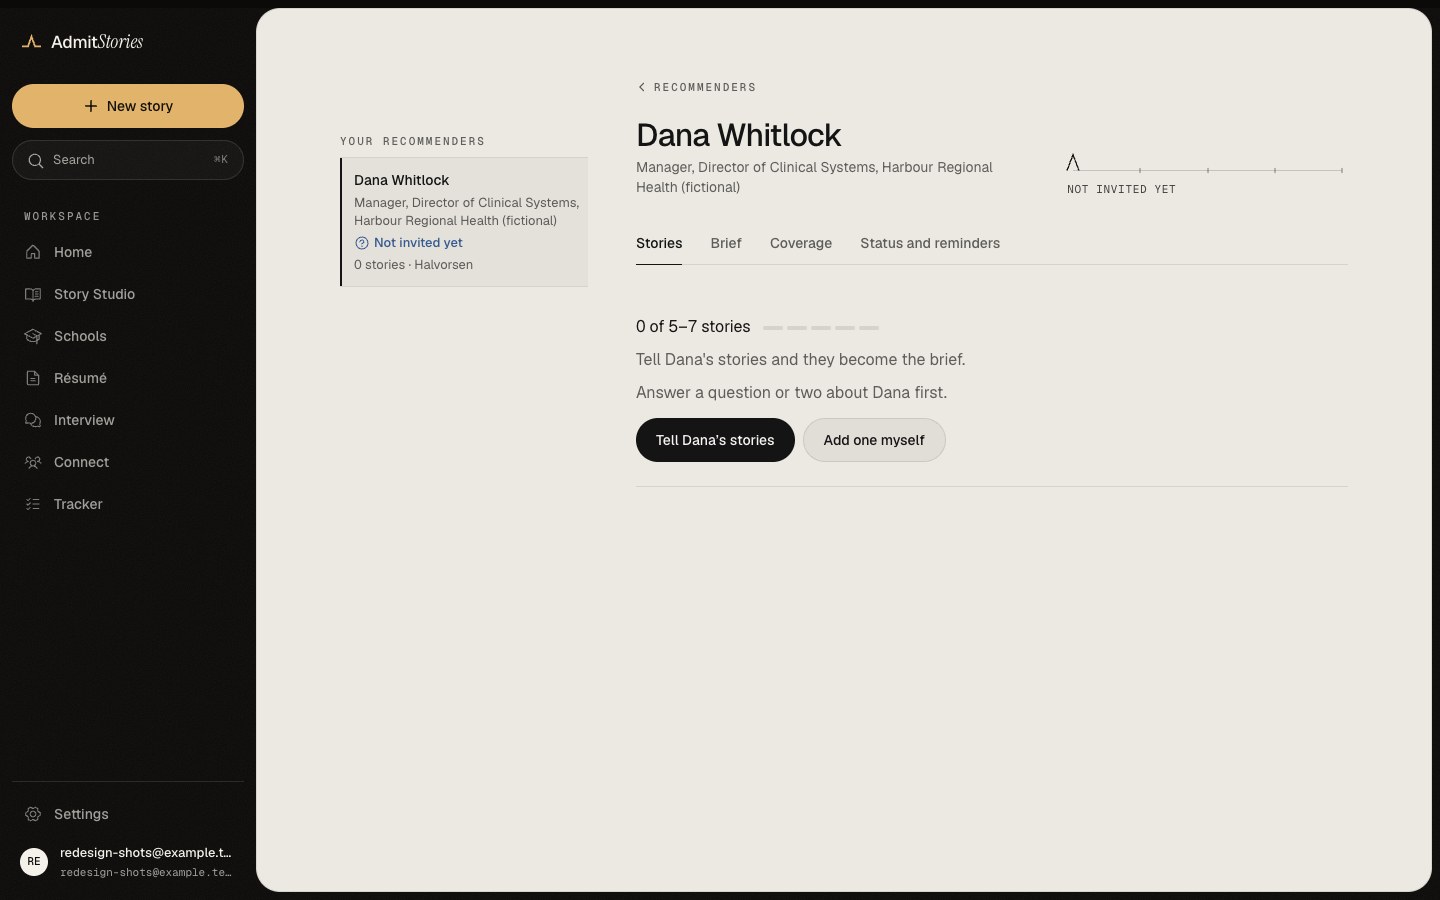 AdmitStories
New story
Search ⌘K
WORKSPACE
Home
Story Studio
Schools
Résumé
Interview
Connect
Tracker
Settings
RE
redesign-shots@example.t…
redesign-shots@example.te…
YOUR RECOMMENDERS
Dana Whitlock
Manager, Director of Clinical Systems,
Harbour Regional Health (fictional)
Not invited yet
0 stories · Halvorsen
RECOMMENDERS
Dana Whitlock
Manager, Director of Clinical Systems, Harbour Regional
Health (fictional)
NOT INVITED YET
Stories Brief Coverage Status and reminders
0 of 5–7 stories
Tell Dana's stories and they become the brief.
Answer a question or two about Dana first.
Tell Dana's stories Add one myself